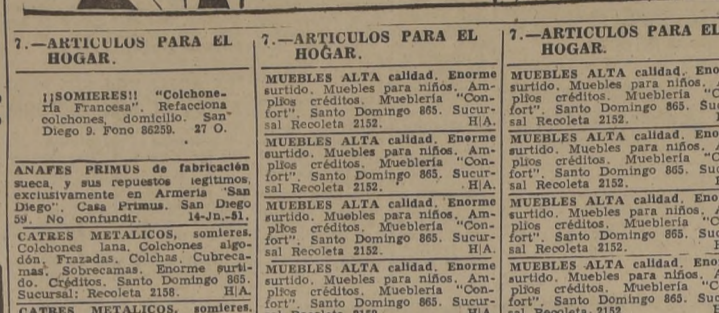 7.—ARTICULOS PARA EL
HOGAR.
¡¡SOMIERES!! "Colchone-
ría Francesa". Refacciona
colchones, domicilio. San
Diego 9. Fono 86259. 27 O.
ANAFES PRIMUS de fabricación
sueca, y sus repuestos legítimos,
exclusivamente en Armería "San
Diego". Casa Primus. San Diego
59. No confundir. 14-Jn.-51.
CATRES METALICOS, somieres.
Colchones lana. Colchones algo-
dón. Frazadas. Colchas. Cubreca-
mas. Sobrecamas. Enorme surti-
do. Créditos. Santo Domingo 865.
Sucursal: Recoleta 2158. H|A.
CATRES METALICOS, somieres.
7.—ARTICULOS PARA EL
HOGAR.
MUEBLES ALTA calidad. Enorme
surtido. Muebles para niños. Am-
plios créditos. Mueblería "Con-
fort". Santo Domingo 865. Sucur-
sal Recoleta 2152. H|A.
MUEBLES ALTA calidad. Enorme
surtido. Muebles para niños. Am-
plios créditos. Mueblería "Con-
fort". Santo Domingo 865. Sucur-
sal Recoleta 2152. H|A.
MUEBLES ALTA calidad. Enorme
surtido. Muebles para niños. Am-
plios créditos. Mueblería "Con-
fort". Santo Domingo 865. Sucur-
sal Recoleta 2152. H|A.
MUEBLES ALTA calidad. Enorme
surtido. Muebles para niños. Am-
plios créditos. Mueblería "Con-
fort". Santo Domingo 865. Sucur-
7.—ARTICULOS PARA EL
HOGAR.
MUEBLES ALTA calidad. Eno
surtido. Muebles para niños.
plios créditos. Mueblería "C
fort". Santo Domingo 865. Su
sal Recoleta 2152.
MUEBLES ALTA calidad. Eno
surtido. Muebles para niños.
plios créditos. Mueblería "C
fort". Santo Domingo 865. Su
sal Recoleta 2152.
MUEBLES ALTA calidad. Eno
surtido. Muebles para niños.
plios créditos. Mueblería "C
fort". Santo Domingo 865. Suc
sal Recoleta 2152.
MUEBLES ALTA calidad. Eno
surtido. Muebles para niños.
plios créditos. Mueblería "C
fort". Santo Domingo 865. Suc